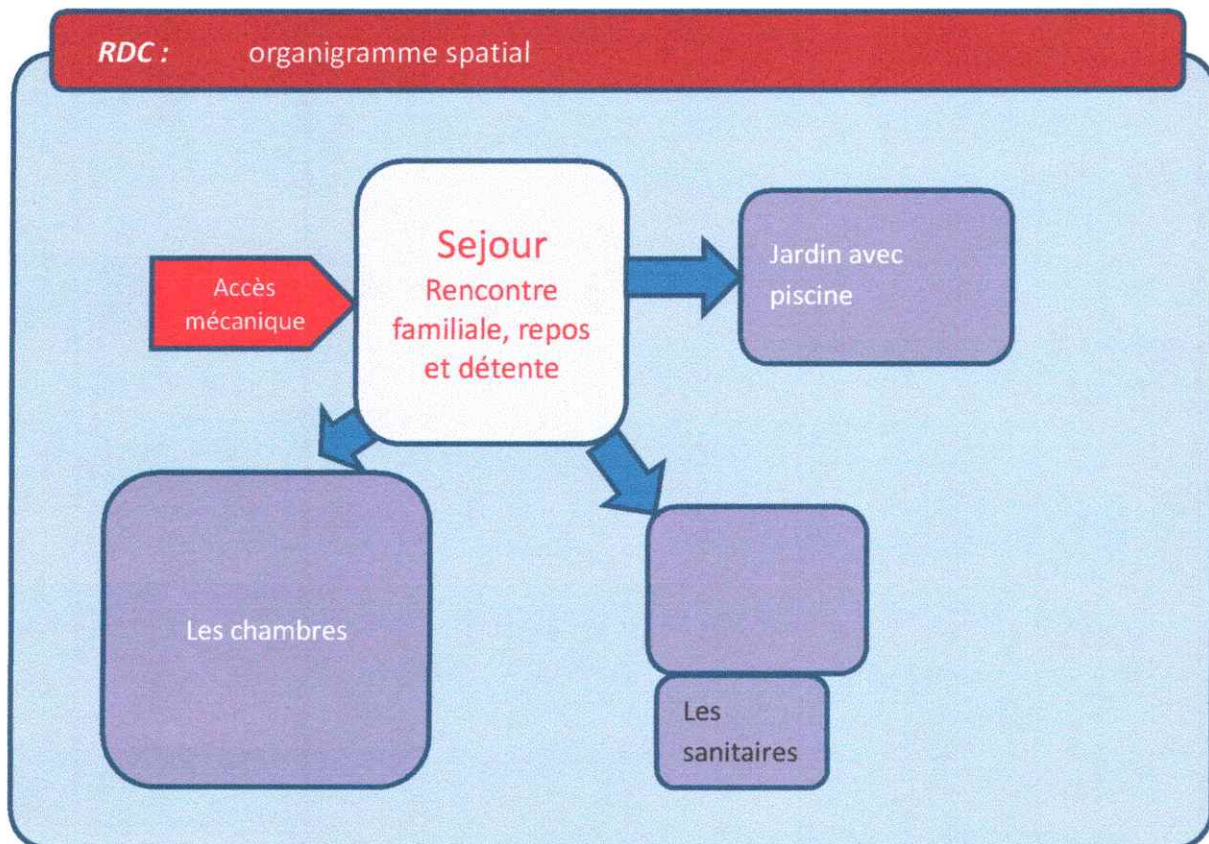 RDC : organigramme spatial
Sejour
Rencontre
familiale, repos
et détente
Accès
mécanique
Jardin avec
piscine
Les chambres
Les
sanitaires